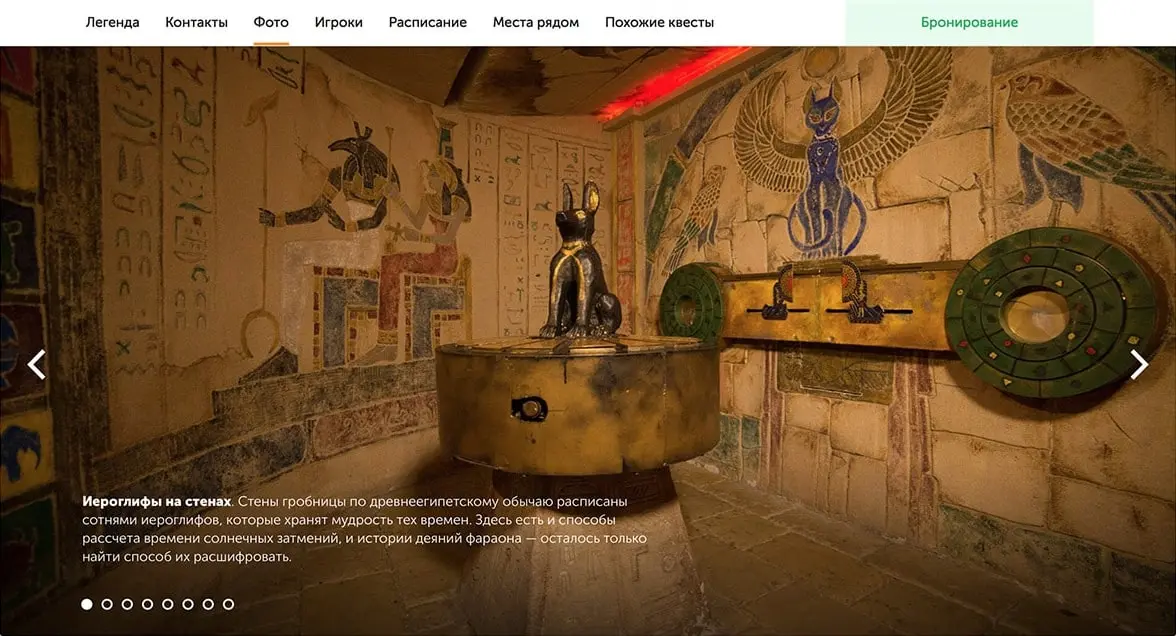 Легенда Контакты Фото Игроки Расписание Места рядом Похожие квесты Бронирование
Иероглифы на стенах. Стены гробницы по древнеегипетскому обычаю расписаны
сотнями иероглифов, которые хранят мудрость тех времен. Здесь есть и способы
рассчета времени солнечных затмений, и истории деяний фараона — осталось только
найти способ их расшифровать.